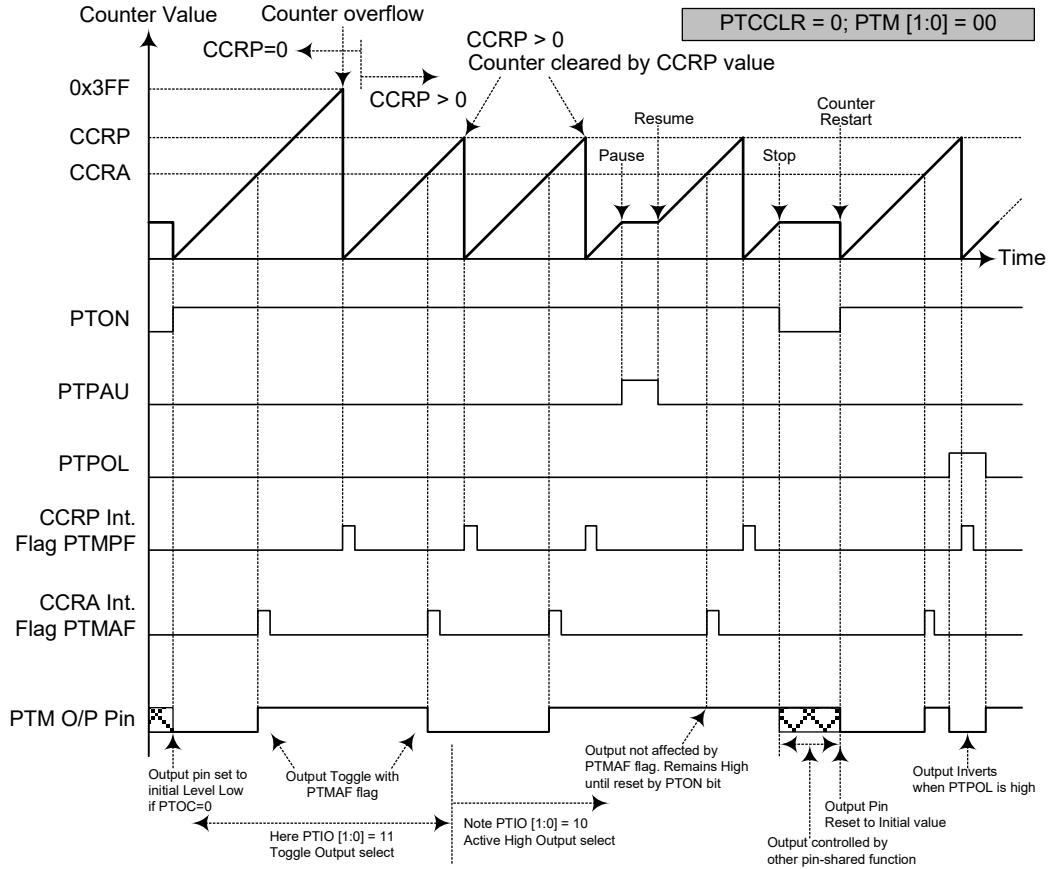 Counter Value
Counter overflow
PTCCLR = 0; PTM [1:0] = 00
CCRP=0
CCRP > 0
CCRP > 0
Counter cleared by CCRP value
0x3FF
CCRP
CCRA
Pause
Resume
Stop
Counter
Restart
Time
PTON
PTPAU
PTPOL
CCRP Int.
Flag PTMPF
CCRA Int.
Flag PTMAF
PTM O/P Pin
Output pin set to
initial Level Low
if PTOC=0
Output Toggle with
PTMAF flag
Output not affected by
PTMAF flag. Remains High
until reset by PTON bit
Output Inverts
when PTPOL is high
Output Pin
Reset to Initial value
Here PTIO [1:0] = 11
Toggle Output select
Note PTIO [1:0] = 10
Active High Output select
Output controlled by
other pin-shared function